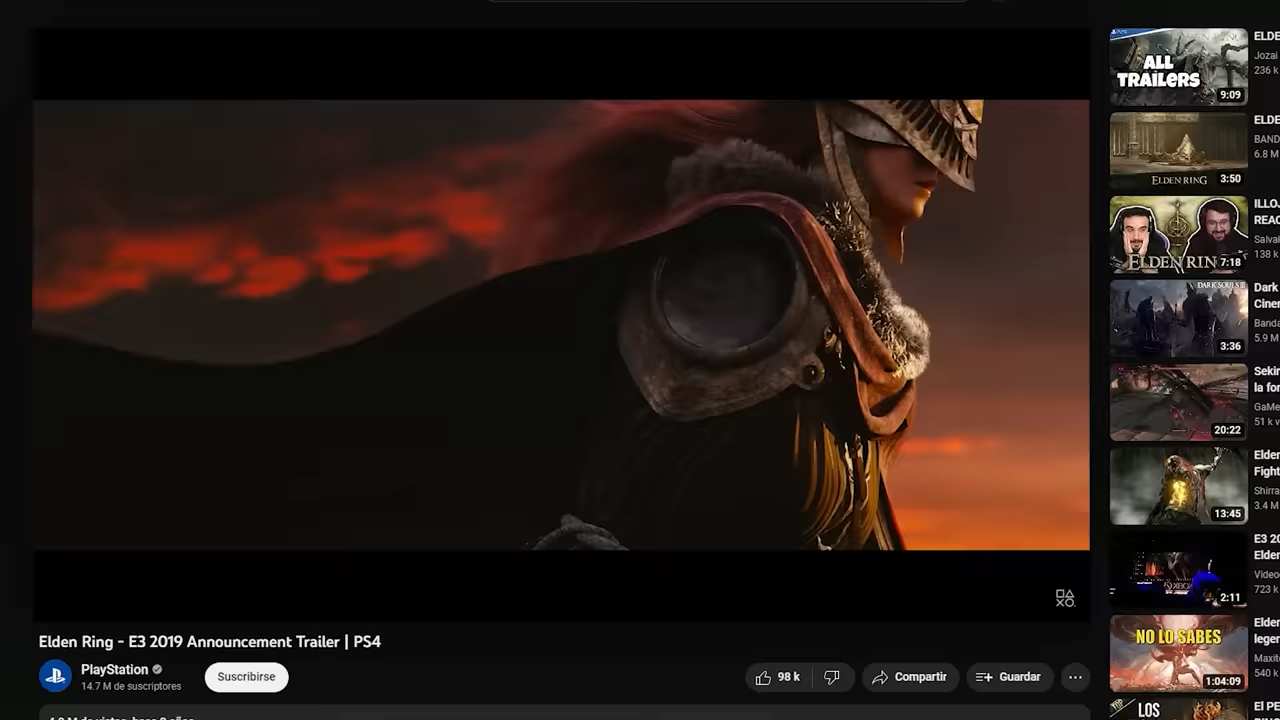 Elden Ring - E3 2019 Announcement Trailer | PS4
PlayStation
14.7 M de suscriptores
Suscribirse
98 k
Compartir
Guardar
ALL
TRAILERS
9:09
ELDE
Jozai
236 k
ELDEN RING
3:50
ELDE
BAND
6.8 M
ELDEN RIN
7:18
ILLOJ
REAC
Salva
138 k
DARK SOULS III
3:36
Dark
Ciner
Banda
5.9 M
20:22
Sekir
la for
GaMe
51 k v
13:45
Elder
Fight
Shirra
3.4 M
XBOX
2:11
E3 20
Elder
Video
723 k
NO LO SABES
1:04:09
Elder
leger
Maxit
540 k
LOS
El PE